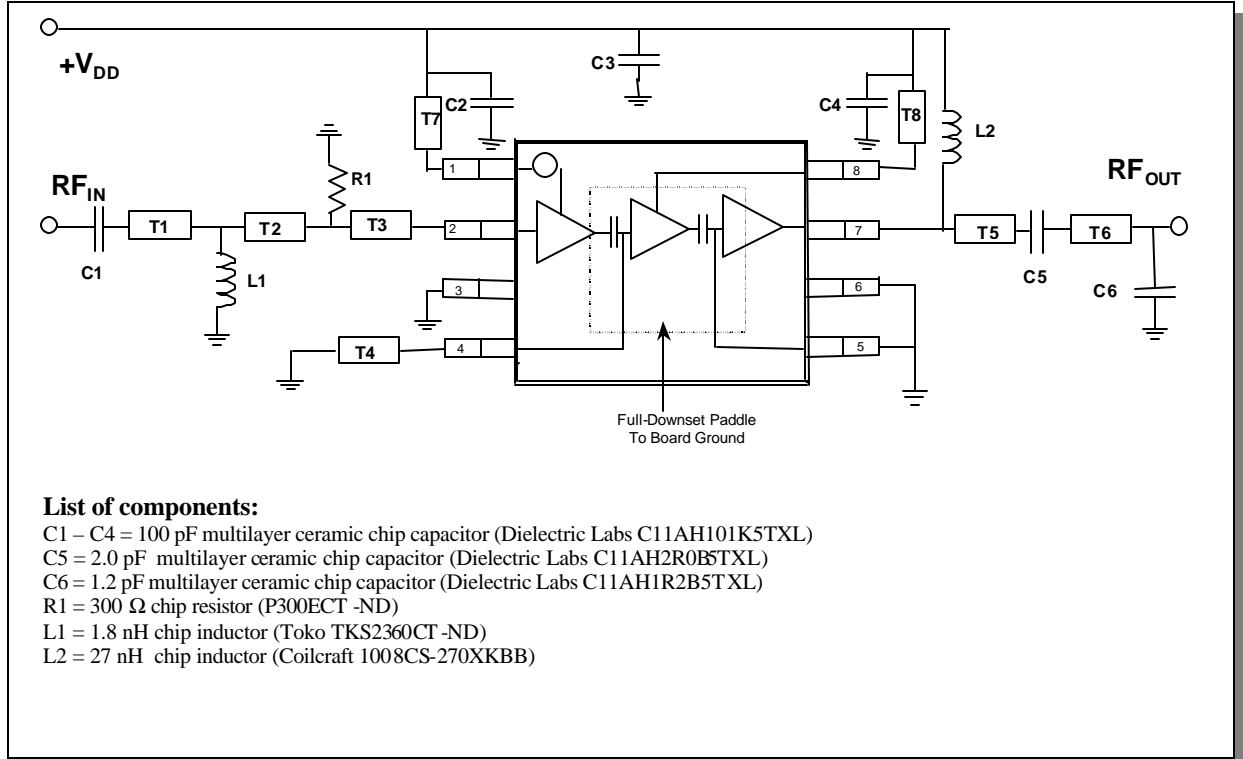 +VDD
C3
C2
C4
T7
T8
L2
1
8
R1
RFIN
RFOUT
T1
T2
T3
2
7
T5
T6
C1
L1
C5
C6
3
6
T4
4
5
Full-Downset Paddle
To Board Ground
List of components:
C1 – C4 = 100 pF multilayer ceramic chip capacitor (Dielectric Labs C11AH101K5TXL)
C5 = 2.0 pF multilayer ceramic chip capacitor (Dielectric Labs C11AH2R0B5TXL)
C6 = 1.2 pF multilayer ceramic chip capacitor (Dielectric Labs C11AH1R2B5TXL)
R1 = 300 Ω chip resistor (P300ECT -ND)
L1 = 1.8 nH chip inductor (Toko TKS2360CT -ND)
L2 = 27 nH chip inductor (Coilcraft 1008CS-270XKBB)